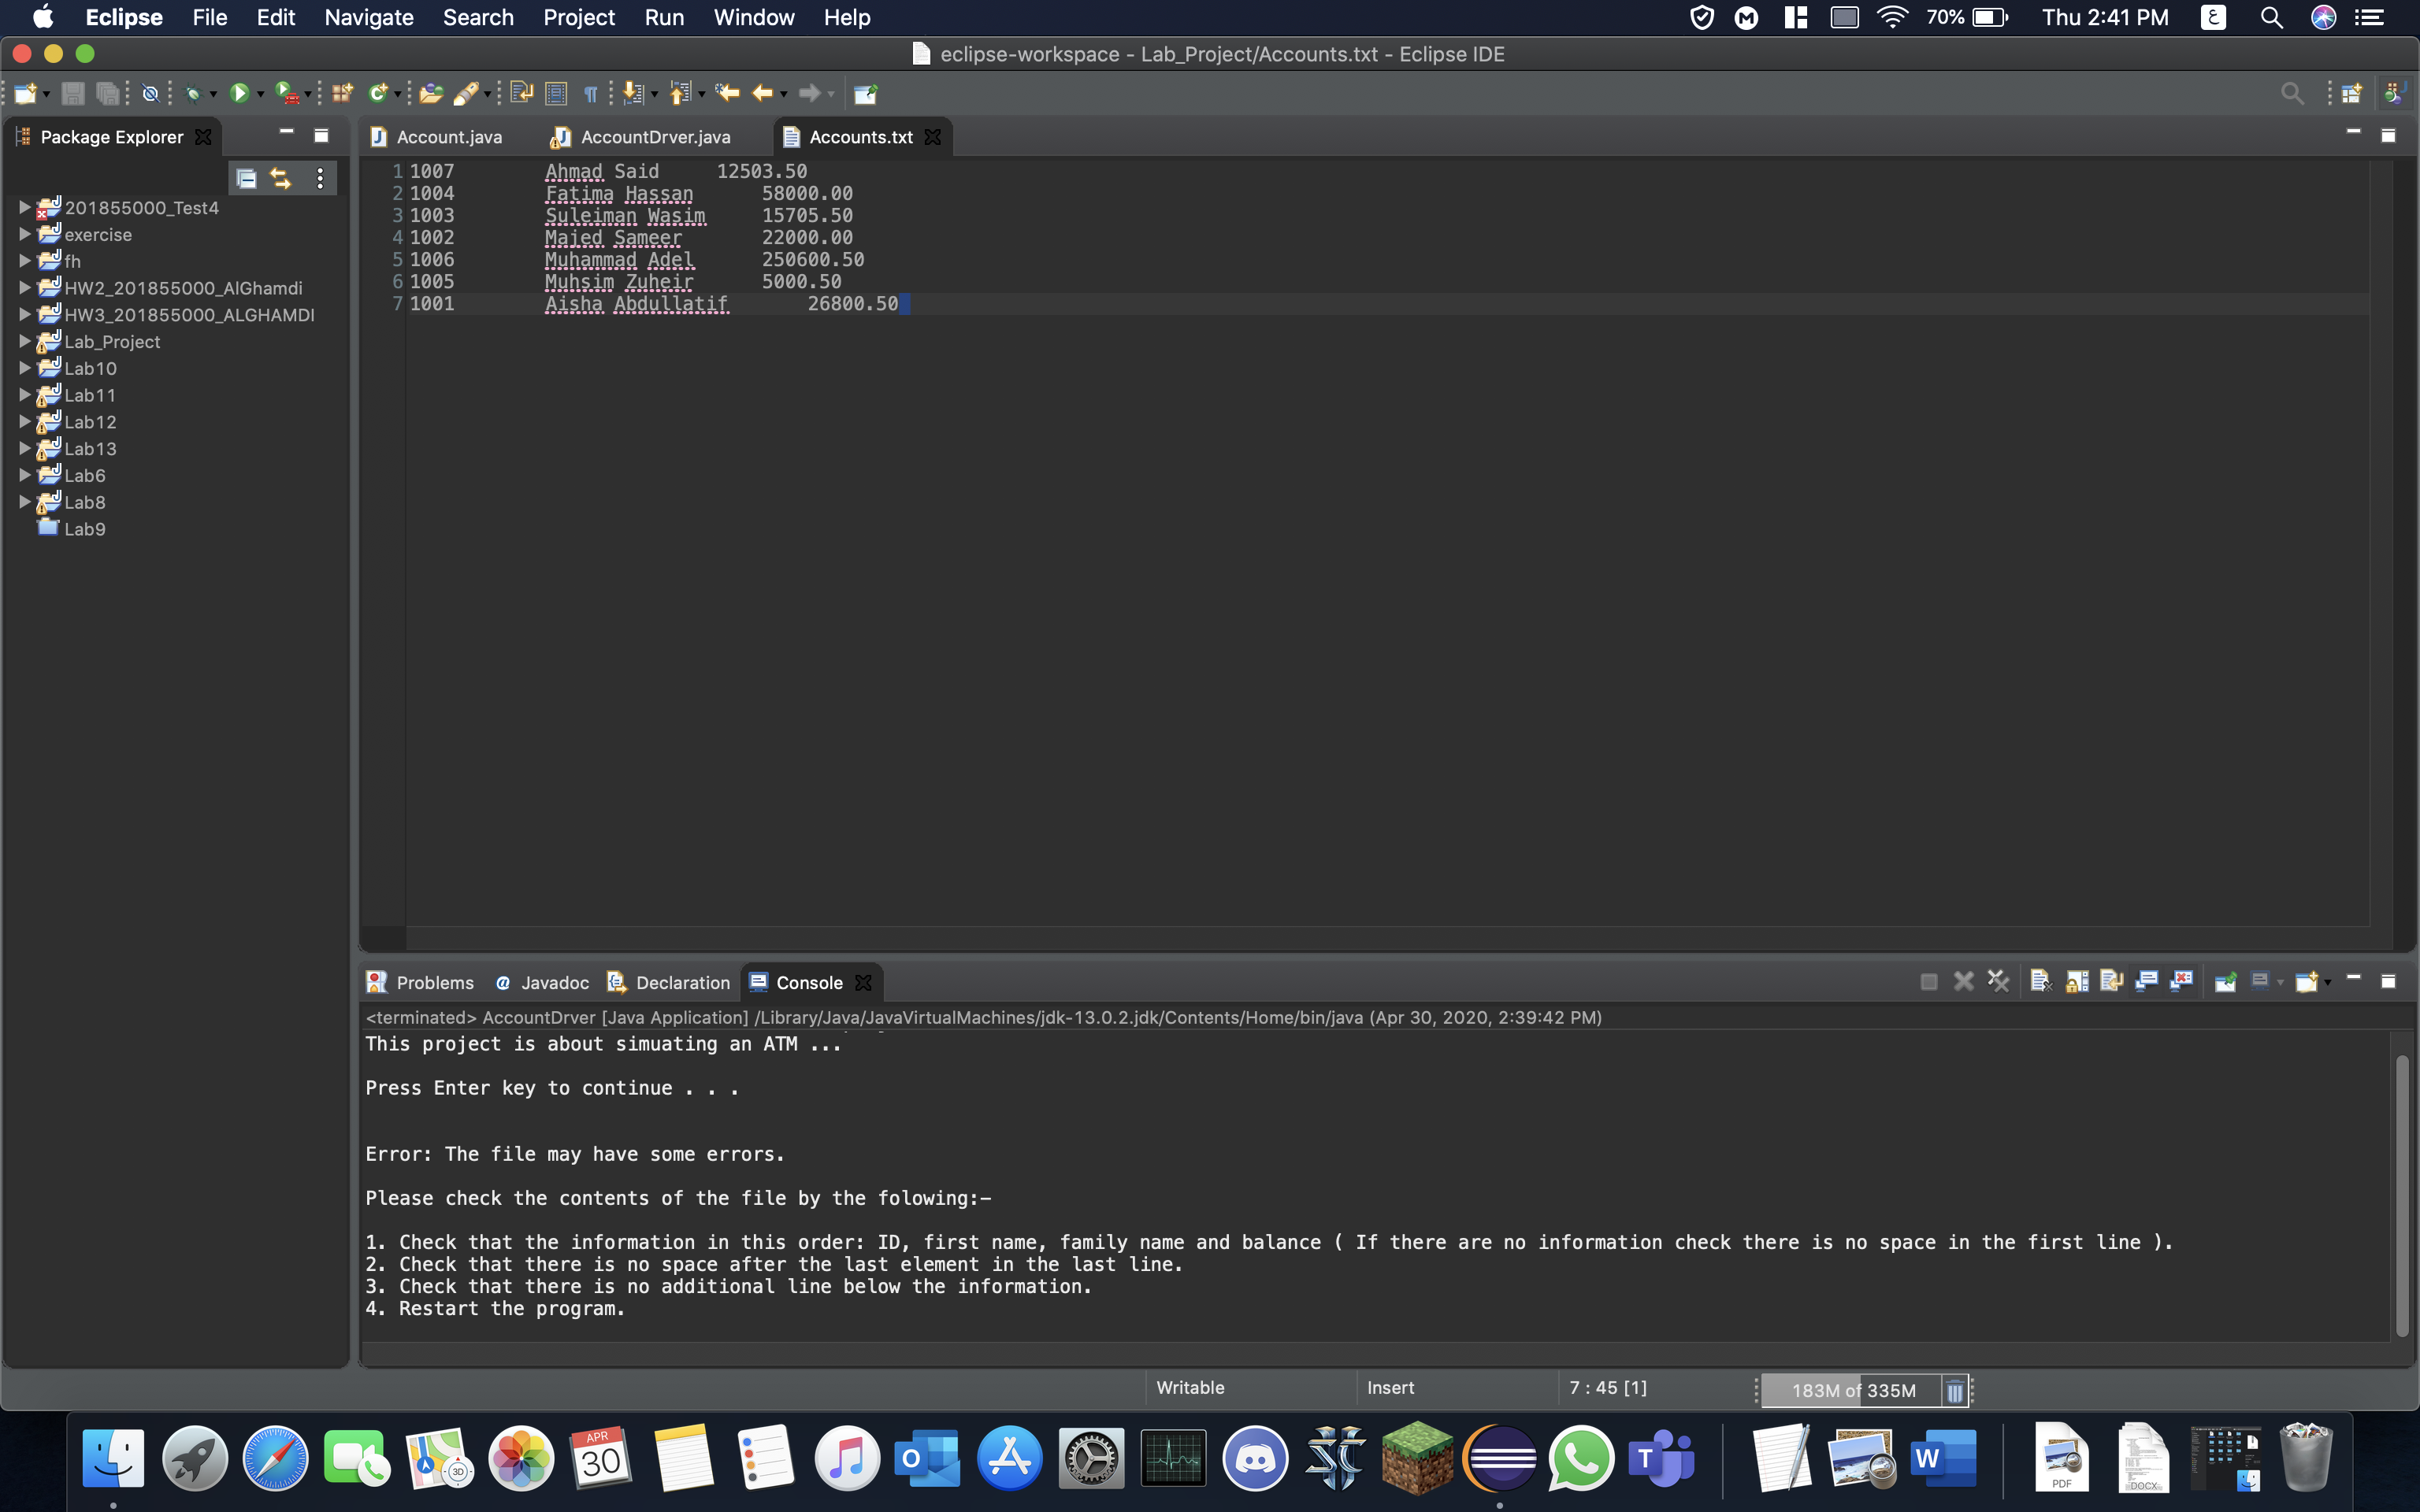 Eclipse File Edit Navigate Search Project Run Window Help 70% Thu 2:41 PM ع
eclipse-workspace - Lab_Project/Accounts.txt - Eclipse IDE
Package Explorer
201855000_Test4
exercise
fh
HW2_201855000_AlGhamdi
HW3_201855000_ALGHAMDI
Lab_Project
Lab10
Lab11
Lab12
Lab13
Lab6
Lab8
Lab9
Account.java AccountDrver.java Accounts.txt
1 1007 Ahmad Said 12503.50
2 1004 Fatima Hassan 58000.00
3 1003 Suleiman Wasim 15705.50
4 1002 Majed Sameer 22000.00
5 1006 Muhammad Adel 250600.50
6 1005 Muhsim Zuheir 5000.50
7 1001 Aisha Abdullatif 26800.50
Problems @ Javadoc Declaration Console
<terminated> AccountDrver [Java Application] /Library/Java/JavaVirtualMachines/jdk-13.0.2.jdk/Contents/Home/bin/java (Apr 30, 2020, 2:39:42 PM)
This project is about simuating an ATM ...
Press Enter key to continue . . .
Error: The file may have some errors.
Please check the contents of the file by the folowing:-
1. Check that the information in this order: ID, first name, family name and balance ( If there are no information check there is no space in the first line ).
2. Check that there is no space after the last element in the last line.
3. Check that there is no additional line below the information.
4. Restart the program.
Writable Insert 7 : 45 [1] 183M of 335M
3D
APR
30
O
T
W
PDF
DOCX